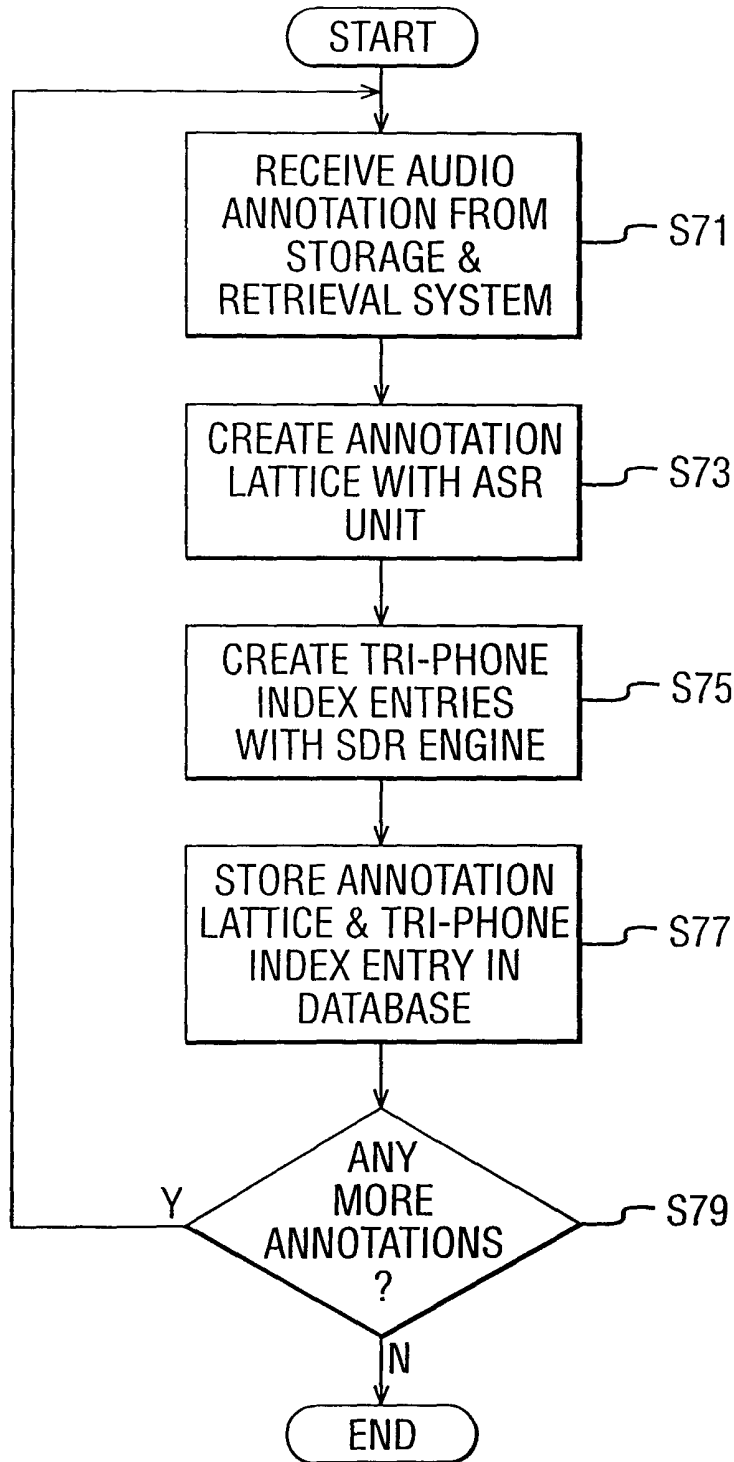 START
RECEIVE AUDIO
ANNOTATION FROM
STORAGE &
RETRIEVAL SYSTEM
S71
CREATE ANNOTATION
LATTICE WITH ASR
UNIT
S73
CREATE TRI-PHONE
INDEX ENTRIES
WITH SDR ENGINE
S75
STORE ANNOTATION
LATTICE & TRI-PHONE
INDEX ENTRY IN
DATABASE
S77
ANY
MORE
ANNOTATIONS
?
Y
S79
N
END